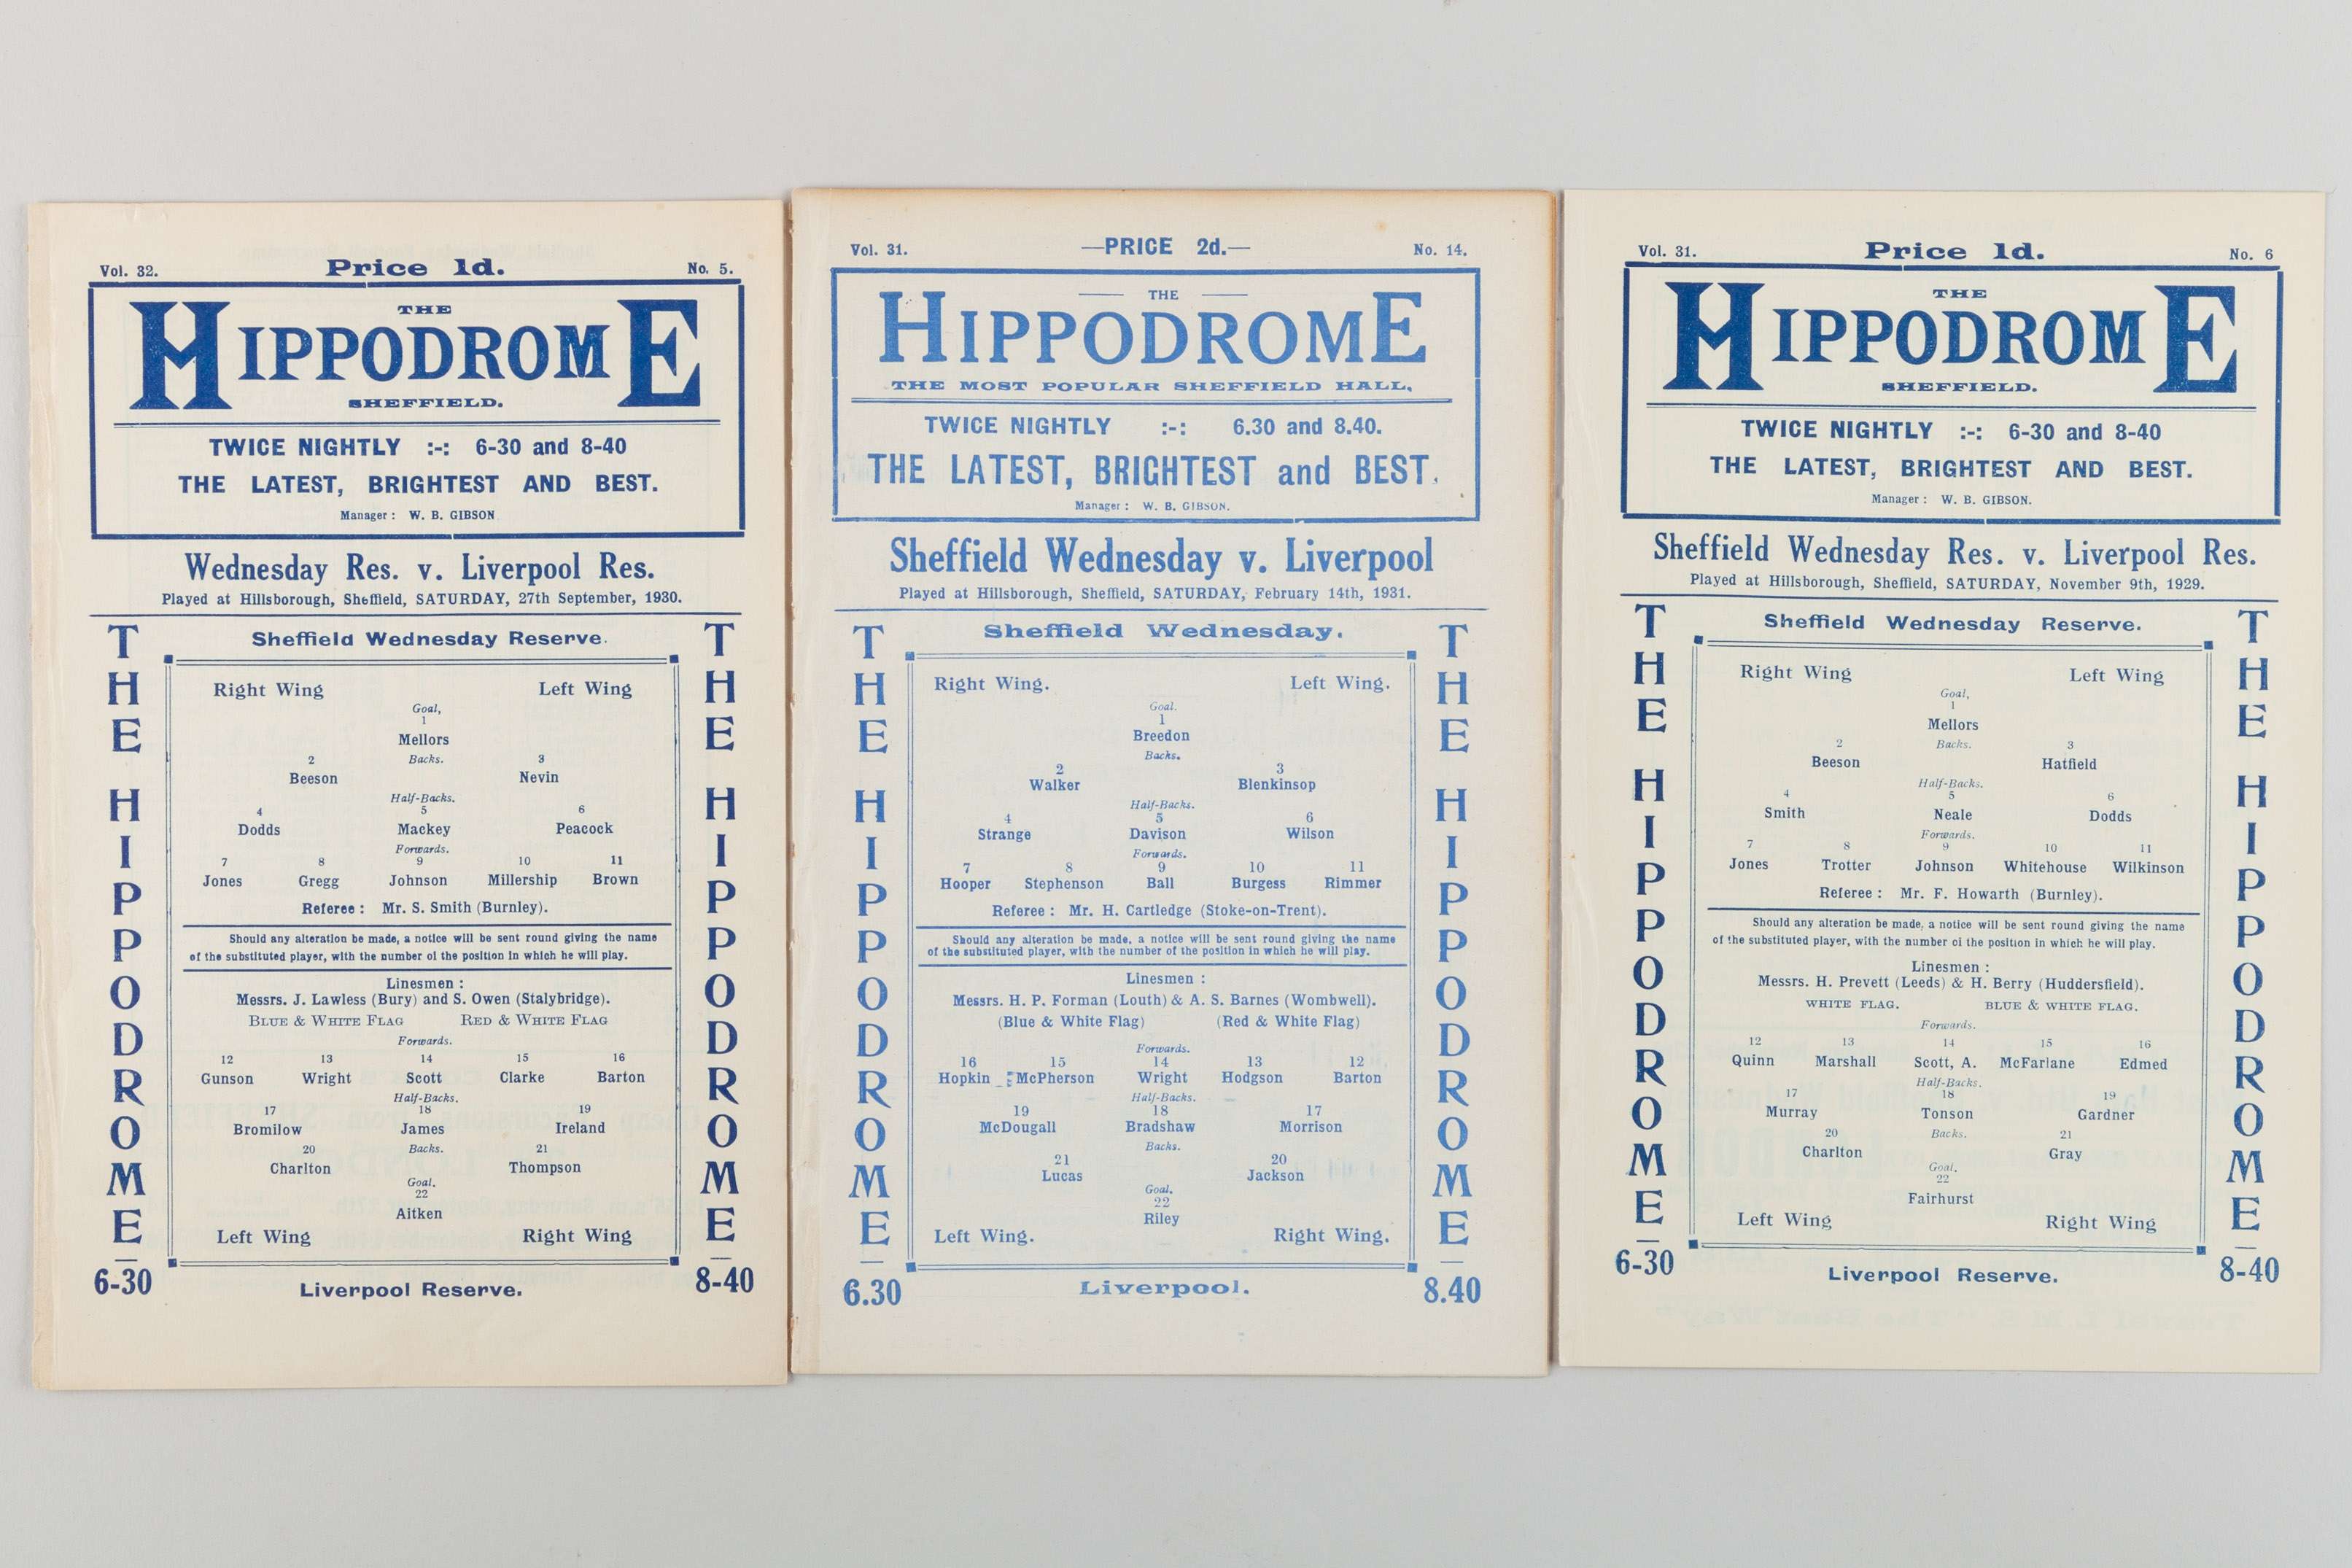 Vol. 32. Price 1d. No. 5.
THE
HIPPODROME
SHEFFIELD.
TWICE NIGHTLY :-: 6-30 and 8-40
THE LATEST, BRIGHTEST AND BEST.
Manager : W. B. GIBSON
Wednesday Res. v. Liverpool Res.
Played at Hillsborough, Sheffield, SATURDAY, 27th September, 1930.
THE HIPPODROME
6-30
Sheffield Wednesday Reserve.
Right Wing Left Wing
Goal,
1
Mellors
2 Backs. 3
Beeson Nevin
Half-Backs.
4 5 6
Dodds Mackey Peacock
Forwards.
7 8 9 10 11
Jones Gregg Johnson Millership Brown
Referee : Mr. S. Smith (Burnley).
Should any alteration be made, a notice will be sent round giving the name
of the substituted player, with the number of the position in which he will play.
Linesmen :
Messrs. J. Lawless (Bury) and S. Owen (Stalybridge).
BLUE & WHITE FLAG RED & WHITE FLAG
Forwards.
12 13 14 15 16
Gunson Wright Scott Clarke Barton
Half-Backs.
17 18 19
Bromilow James Ireland
20 Backs. 21
Charlton Thompson
Goal.
22
Aitken
Left Wing Right Wing
Liverpool Reserve.
THE HIPPODROME
8-40
Vol. 31. —PRICE 2d.— No. 14.
THE
HIPPODROME
THE MOST POPULAR SHEFFIELD HALL,
TWICE NIGHTLY :-: 6.30 and 8.40.
THE LATEST, BRIGHTEST and BEST.
Manager : W. B. GIBSON.
Sheffield Wednesday v. Liverpool
Played at Hillsborough, Sheffield, SATURDAY, February 14th, 1931.
THE HIPPODROME
6.30
Sheffield Wednesday.
Right Wing. Left Wing.
Goal.
1
Breedon
Backs.
2 3
Walker Blenkinsop
Half-Backs.
4 5 6
Strange Davison Wilson
Forwards.
7 8 9 10 11
Hooper Stephenson Ball Burgess Rimmer
Referee : Mr. H. Cartledge (Stoke-on-Trent).
Should any alteration be made, a notice will be sent round giving the name
of the substituted player, with the number of the position in which he will play.
Linesmen :
Messrs. H. P. Forman (Louth) & A. S. Barnes (Wombwell).
(Blue & White Flag) (Red & White Flag)
Forwards.
16 15 14 13 12
Hopkin McPherson Wright Hodgson Barton
Half-Backs.
19 18 17
McDougall Bradshaw Morrison
Backs.
21 20
Lucas Jackson
Goal.
22
Riley
Left Wing. Right Wing.
Liverpool.
THE HIPPODROME
8.40
Vol. 31. Price 1d. No. 6
THE
HIPPODROME
SHEFFIELD.
TWICE NIGHTLY :-: 6-30 and 8-40
THE LATEST, BRIGHTEST AND BEST.
Manager : W. B. GIBSON.
Sheffield Wednesday Res. v. Liverpool Res.
Played at Hillsborough, Sheffield, SATURDAY, November 9th, 1929.
THE HIPPODROME
6-30
Sheffield Wednesday Reserve.
Right Wing Left Wing
Goal,
1
Mellors
2 Backs. 3
Beeson Hatfield
Half-Backs.
4 5 6
Smith Neale Dodds
Forwards.
7 8 9 10 11
Jones Trotter Johnson Whitehouse Wilkinson
Referee : Mr. F. Howarth (Burnley).
Should any alteration be made, a notice will be sent round giving the name
of the substituted player, with the number of the position in which he will play.
Linesmen :
Messrs. H. Prevett (Leeds) & H. Berry (Huddersfield).
WHITE FLAG. BLUE & WHITE FLAG.
Forwards.
12 13 14 15 16
Quinn Marshall Scott, A. McFarlane Edmed
Half-Backs.
17 18 19
Murray Tonson Gardner
20 Backs. 21
Charlton Gray
Goal.
22
Fairhurst
Left Wing Right Wing
Liverpool Reserve.
THE HIPPODROME
8-40